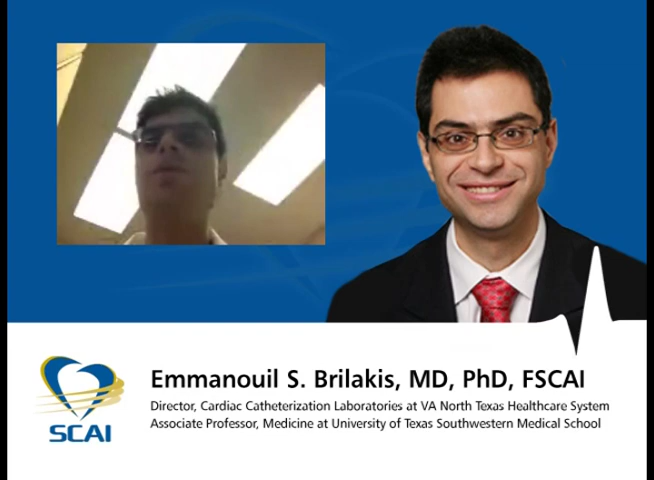 Emmanouil S. Brilakis, MD, PhD, FSCAI
Director, Cardiac Catheterization Laboratories at VA North Texas Healthcare System
Associate Professor, Medicine at University of Texas Southwestern Medical School
SCAI